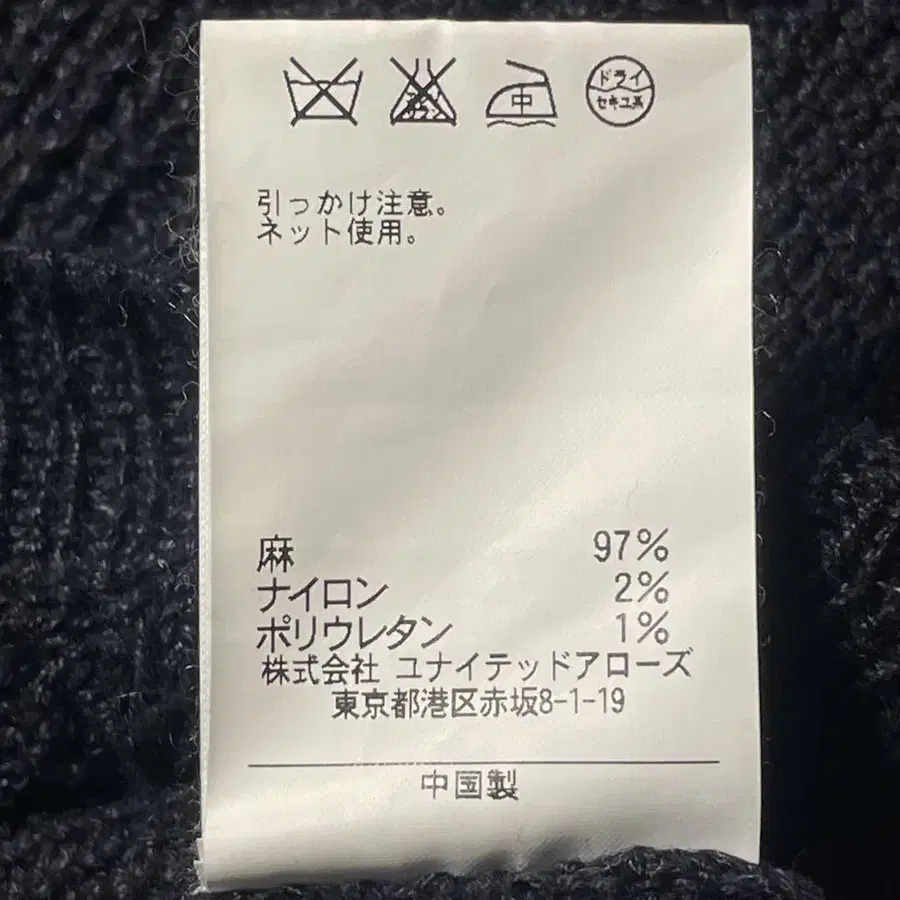 中
ドライ
セキユ系
引っかけ注意。
ネット使用。
麻 97%
ナイロン 2%
ポリウレタン 1%
株式会社 ユナイテッドアローズ
東京都港区赤坂8-1-19
中国製